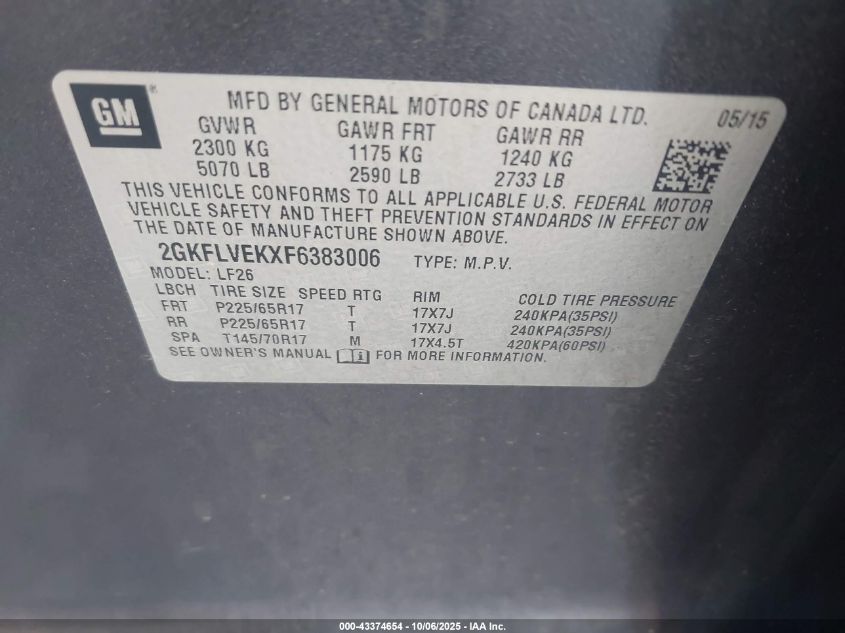 GM®
MFD BY GENERAL MOTORS OF CANADA LTD. 05/15
GVWR GAWR FRT GAWR RR
2300 KG 1175 KG 1240 KG
5070 LB 2590 LB 2733 LB
THIS VEHICLE CONFORMS TO ALL APPLICABLE U.S. FEDERAL MOTOR
VEHICLE SAFETY AND THEFT PREVENTION STANDARDS IN EFFECT ON
THE DATE OF MANUFACTURE SHOWN ABOVE.
2GKFLVEKXF6383006 TYPE: M.P.V.
MODEL: LF26
LBCH TIRE SIZE SPEED RTG RIM COLD TIRE PRESSURE
FRT P225/65R17 T 17X7J 240KPA(35PSI)
RR P225/65R17 T 17X7J 240KPA(35PSI)
SPA T145/70R17 M 17X4.5T 420KPA(60PSI)
SEE OWNER'S MANUAL FOR MORE INFORMATION.
000-43374654 - 10/06/2025 - IAA Inc.